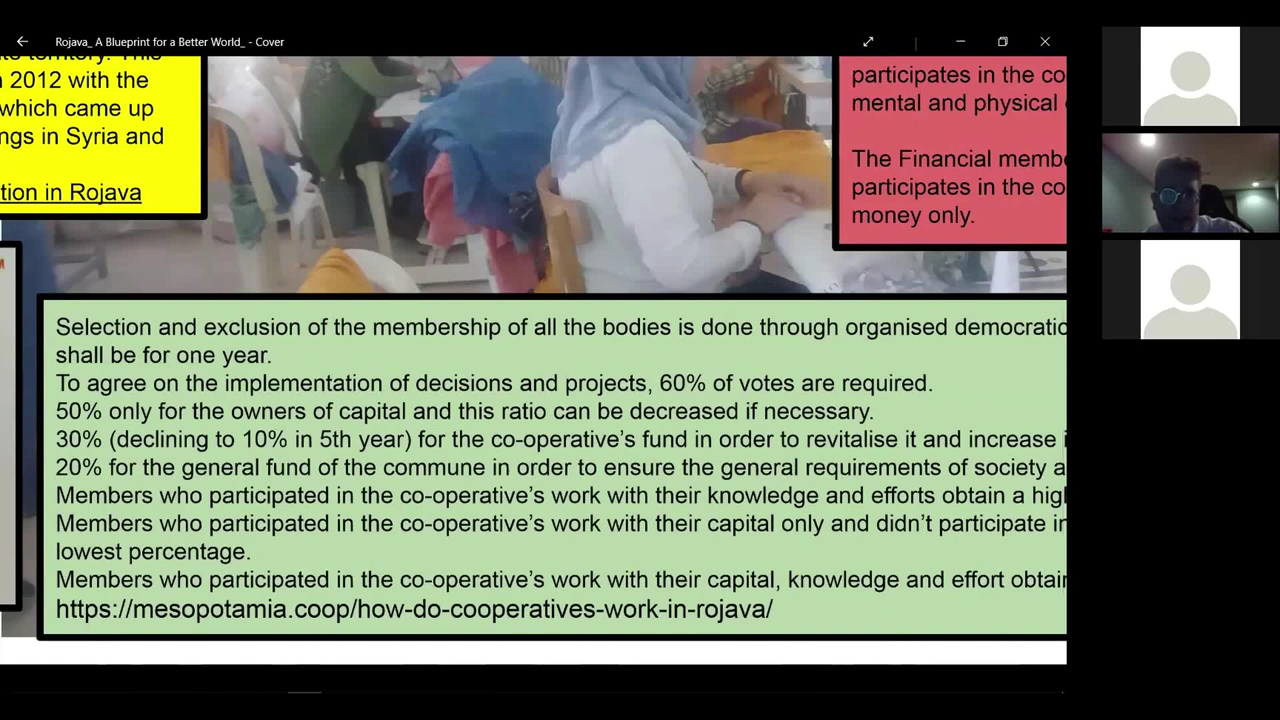 Rojava_ A Blueprint for a Better World_ - Cover
territory. This
2012 with the
which came up
ngs in Syria and
tion in Rojava
participates in the co
mental and physical
The Financial memb
participates in the co
money only.
Selection and exclusion of the membership of all the bodies is done through organised democratic
shall be for one year.
To agree on the implementation of decisions and projects, 60% of votes are required.
50% only for the owners of capital and this ratio can be decreased if necessary.
30% (declining to 10% in 5th year) for the co-operative’s fund in order to revitalise it and increase
20% for the general fund of the commune in order to ensure the general requirements of society a
Members who participated in the co-operative’s work with their knowledge and efforts obtain a hig
Members who participated in the co-operative’s work with their capital only and didn’t participate in
lowest percentage.
Members who participated in the co-operative’s work with their capital, knowledge and effort obtain
https://mesopotamia.coop/how-do-cooperatives-work-in-rojava/